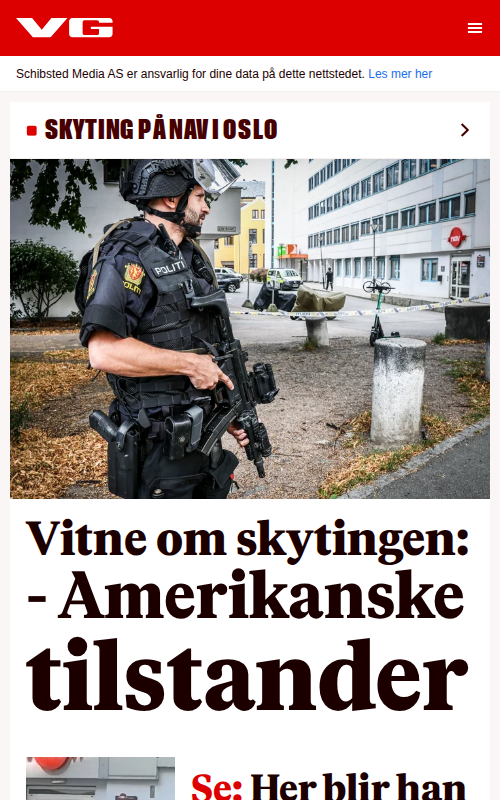 VG
Schibsted Media AS er ansvarlig for dine data på dette nettstedet. Les mer her
SKYTING PÅ NAV I OSLO
POLITI
POLITI
nav
Vitne om skytingen:
- Amerikanske
tilstander
Se: Her blir han